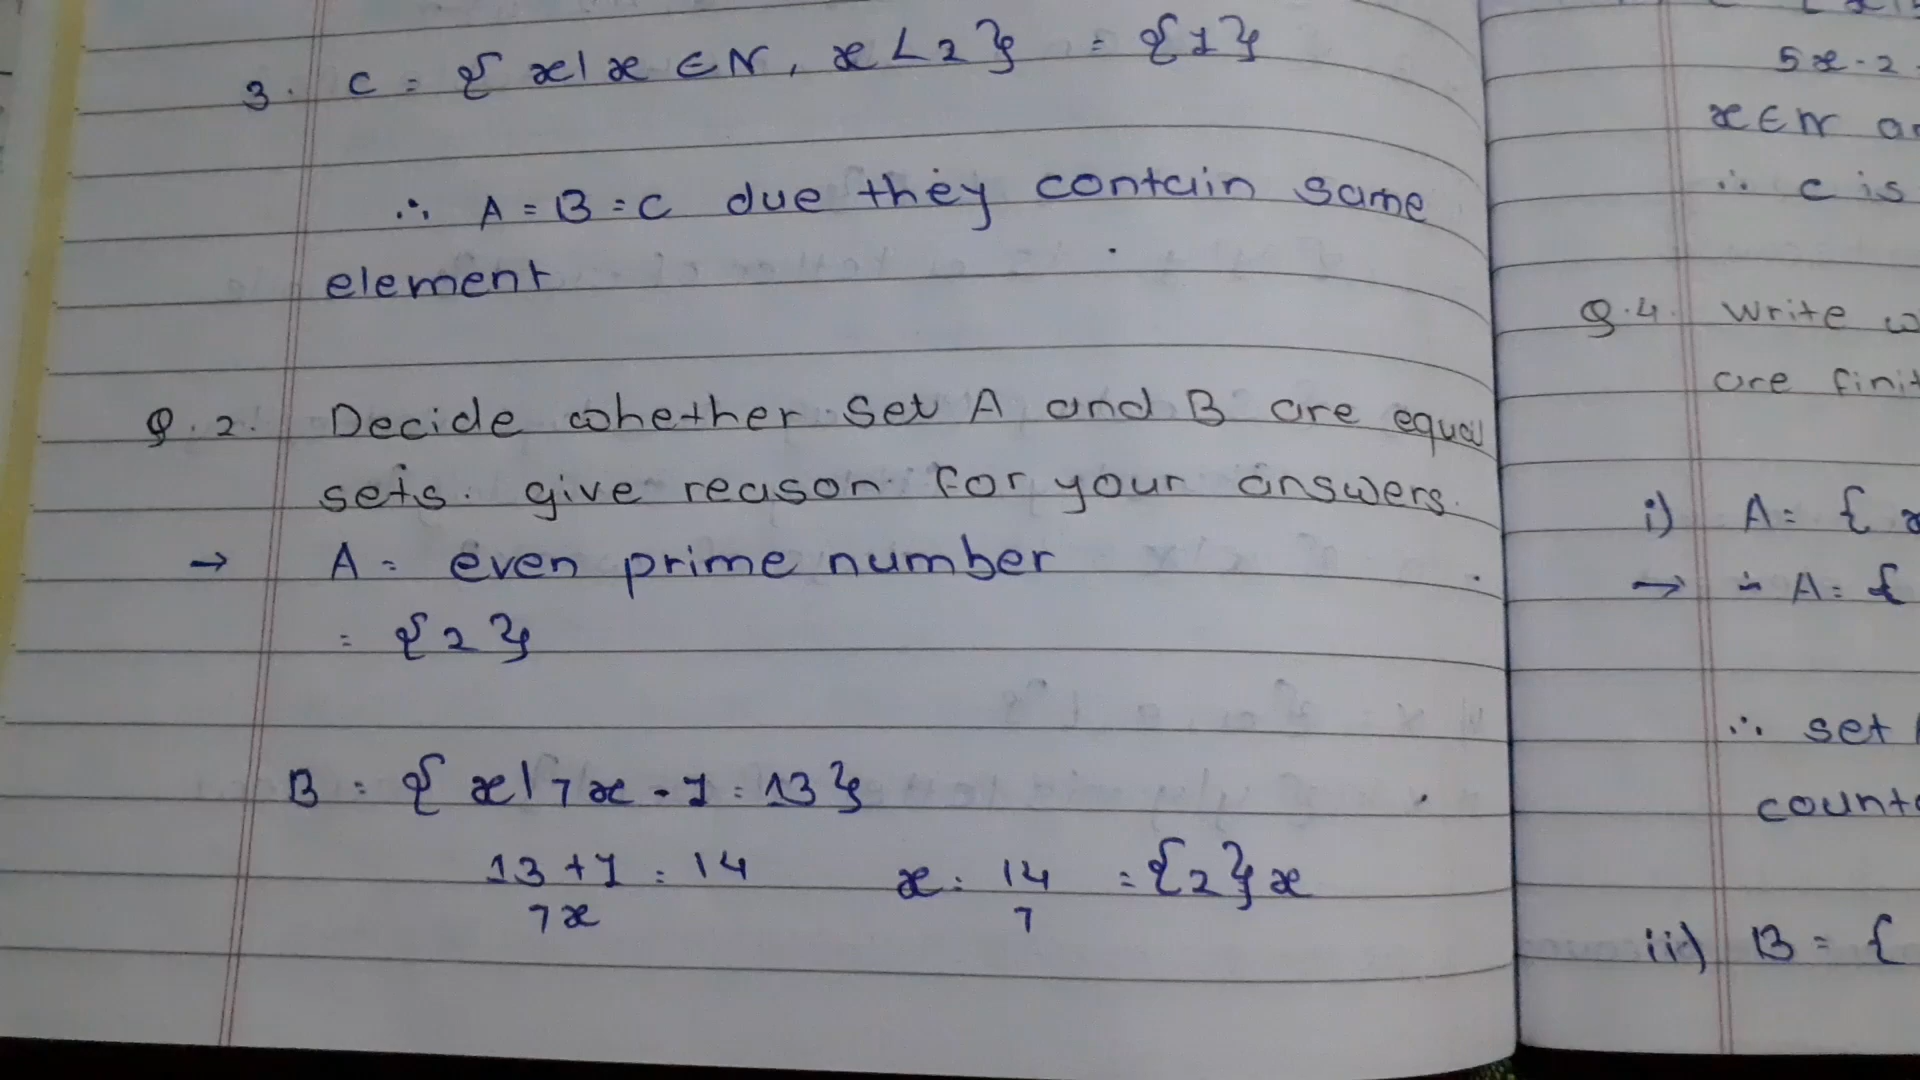 3. C = { x | x ∈ N, x < 2 } = { 1 }
∴ A = B = C due they contain same
element
Q.2. Decide whether set A and B are equal
sets. give reason for your answers.
→ A = even prime number
= { 2 }
B = { x | 7x - 1 = 13 }
13 + 1 = 14 x = 14 = { 2 } x
7x 7
5x - 2
x ∈ N
∴ C is
Q.4. Write
are
i) A = {
→ ∴ A = {
∴ set
ii) B = {